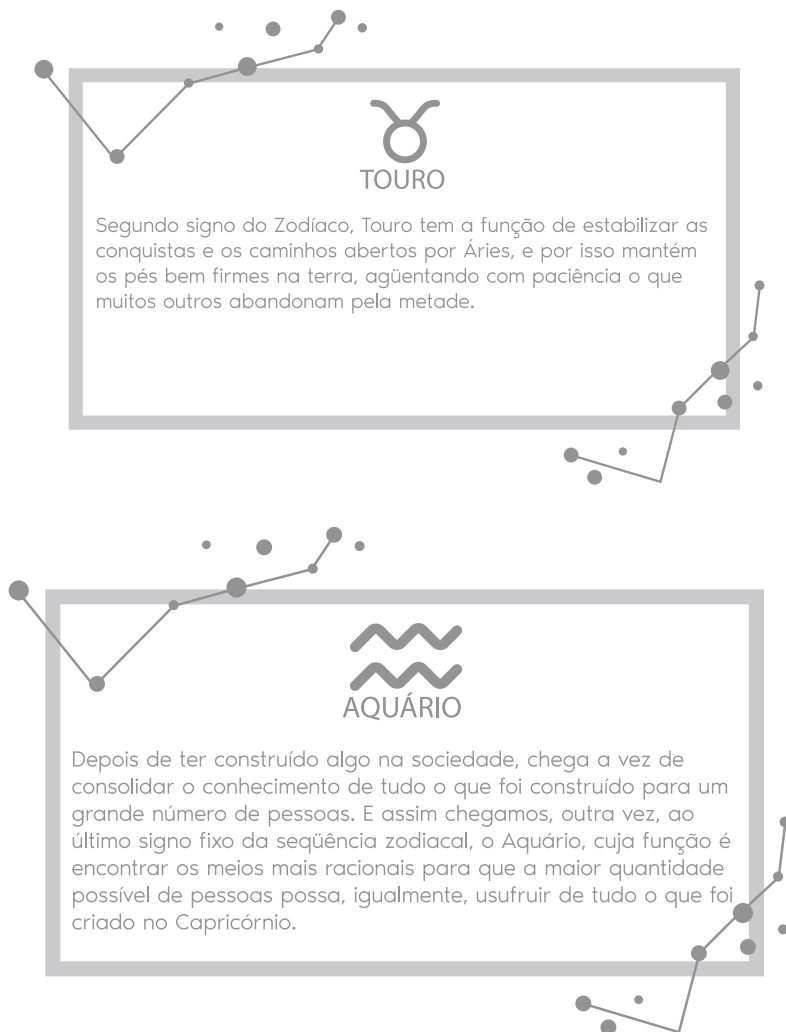 TOURO
Segundo signo do Zodíaco, Touro tem a função de estabilizar as
conquistas e os caminhos abertos por Áries, e por isso mantém
os pés bem firmes na terra, agüentando com paciência o que
muitos outros abandonam pela metade.
AQUÁRIO
Depois de ter construído algo na sociedade, chega a vez de
consolidar o conhecimento de tudo o que foi construído para um
grande número de pessoas. E assim chegamos, outra vez, ao
último signo fixo da seqüência zodiacal, o Aquário, cuja função é
encontrar os meios mais racionais para que a maior quantidade
possível de pessoas possa, igualmente, usufruir de tudo o que foi
criado no Capricórnio.